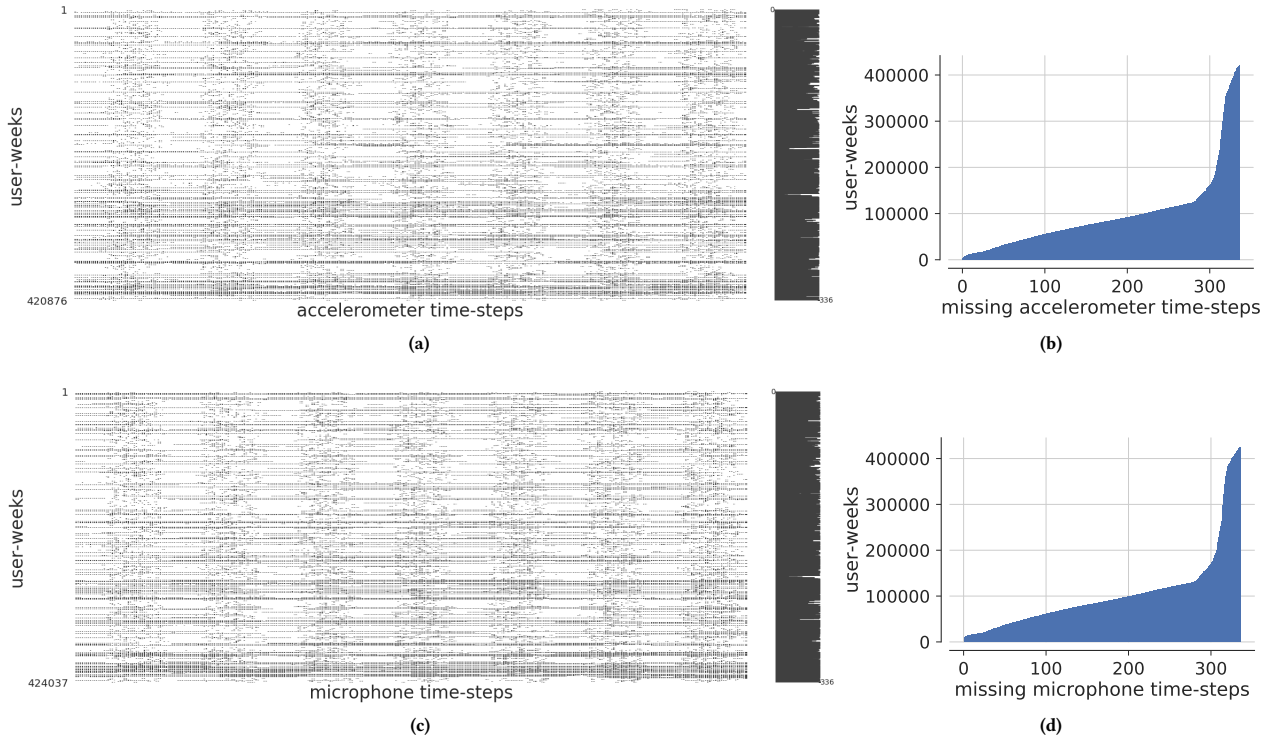 1
user-weeks
420876
accelerometer time-steps
0
336
(a)
400000
300000
200000
100000
0
user-weeks
0 100 200 300
missing accelerometer time-steps
(b)
1
user-weeks
424037
microphone time-steps
0
336
(c)
400000
300000
200000
100000
0
user-weeks
0 100 200 300
missing microphone time-steps
(d)